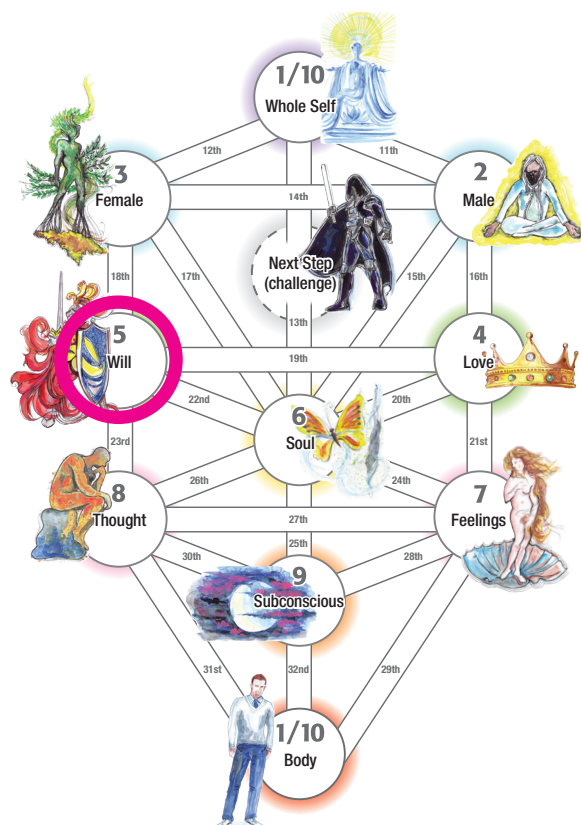 1/10
Whole Self
12th
11th
3
Female
2
Male
14th
Next Step
(challenge)
18th
17th
15th
16th
13th
5
Will
4
Love
19th
22nd
20th
6
Soul
23rd
21st
8
Thought
26th
24th
7
Feelings
27th
25th
30th
28th
9
Subconscious
31st
32nd
29th
1/10
Body